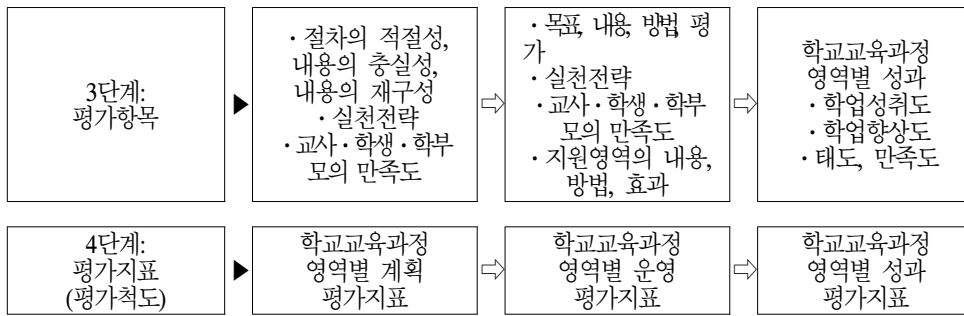 3단계:
평가항목
▶
・절차의 적절성,
내용의 충실성,
내용의 재구성
・실천전략
・교사・학생・학부
모의 만족도
⇨
・목표, 내용, 방법, 평
가
・실천전략
・교사・학생・학부
모의 만족도
・지원영역의 내용,
방법, 효과
⇨
학교교육과정
영역별 성과
・학업성취도
・학업향상도
・태도, 만족도
4단계:
평가지표
(평가척도)
▶
학교교육과정
영역별 계획
평가지표
⇨
학교교육과정
영역별 운영
평가지표
⇨
학교교육과정
영역별 성과
평가지표